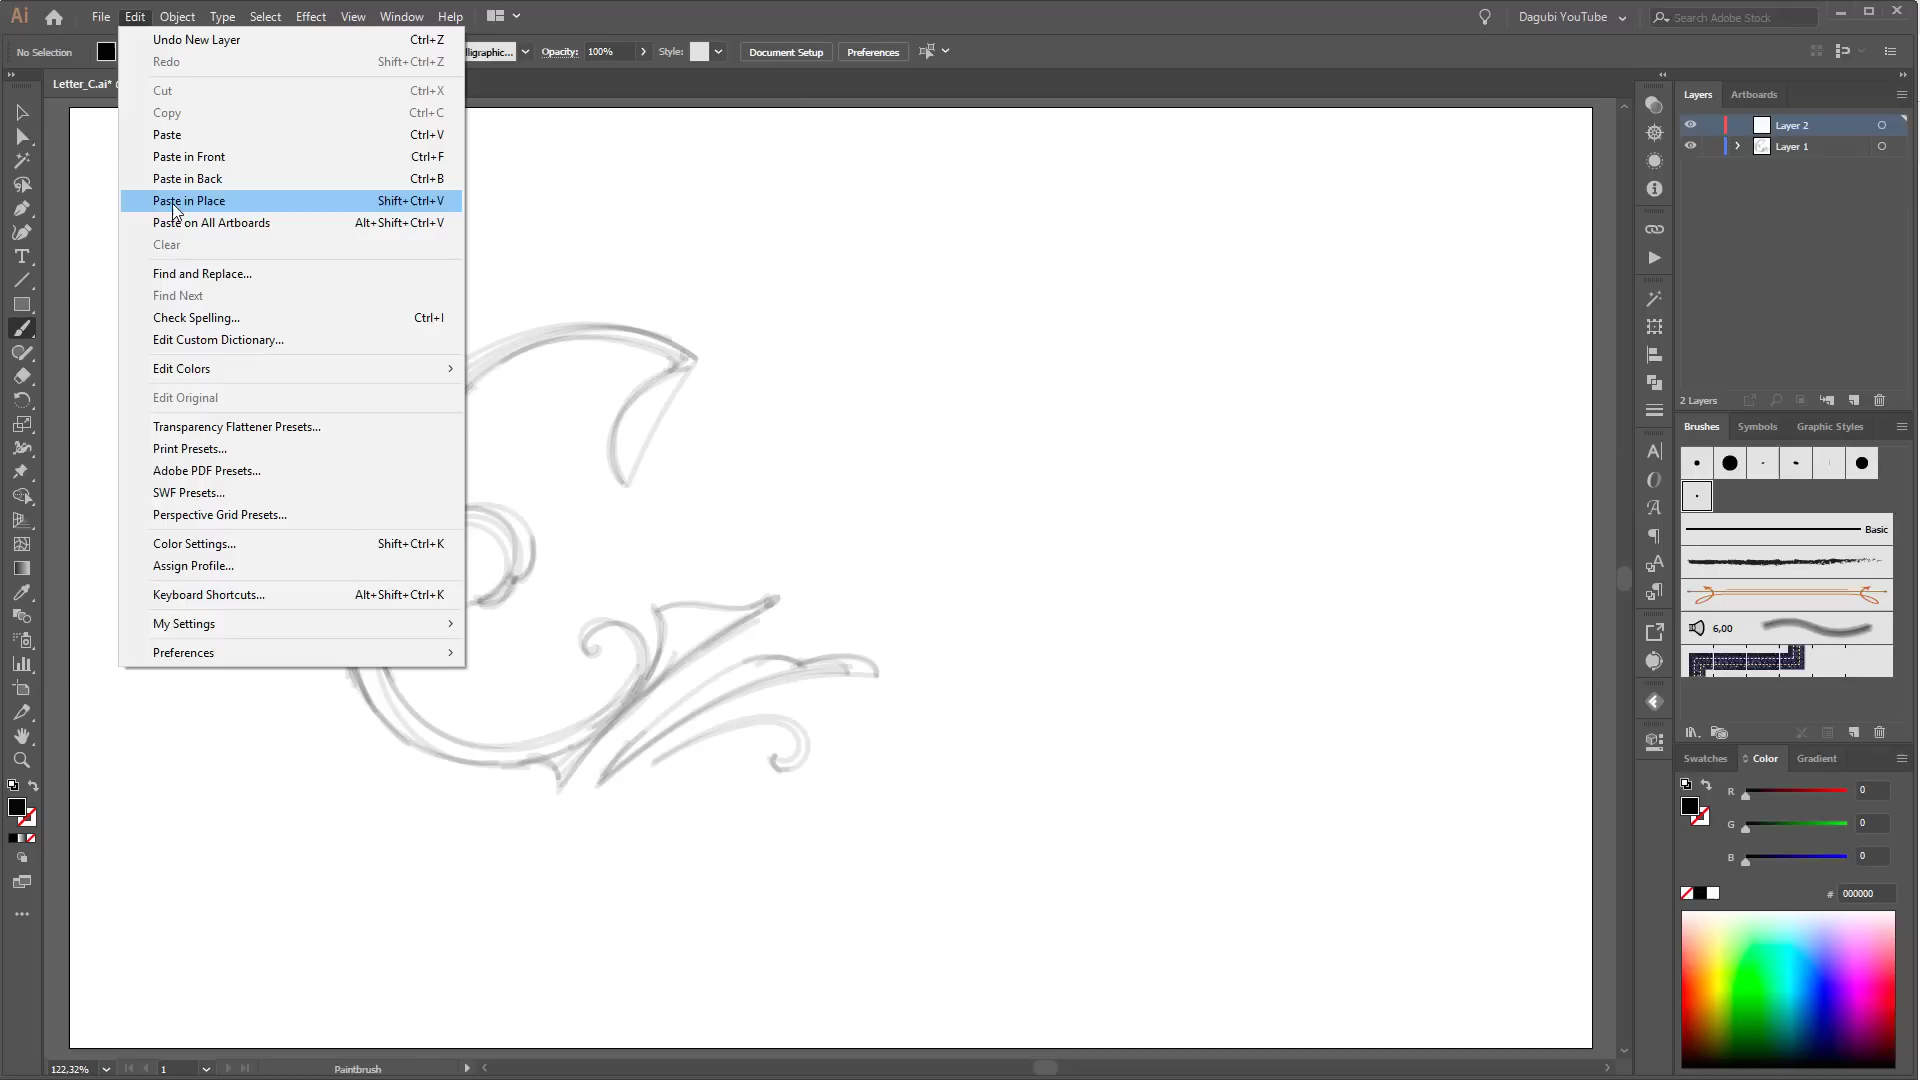 Ai
File
Edit
Object
Type
Select
Effect
View
Window
Help
Dagubi YouTube
Search Adobe Stock
No Selection
lligraphic...
Opacity:
100%
Style:
Document Setup
Preferences
Letter_C.ai*
Undo New Layer Ctrl+Z
Redo Shift+Ctrl+Z
Cut Ctrl+X
Copy Ctrl+C
Paste Ctrl+V
Paste in Front Ctrl+F
Paste in Back Ctrl+B
Paste in Place Shift+Ctrl+V
Paste on All Artboards Alt+Shift+Ctrl+V
Clear
Find and Replace...
Find Next
Check Spelling... Ctrl+I
Edit Custom Dictionary...
Edit Colors
Edit Original
Transparency Flattener Presets...
Print Presets...
Adobe PDF Presets...
SWF Presets...
Perspective Grid Presets...
Color Settings... Shift+Ctrl+K
Assign Profile...
Keyboard Shortcuts... Alt+Shift+Ctrl+K
My Settings
Preferences
Layers
Artboards
Layer 2
Layer 1
2 Layers
Brushes
Symbols
Graphic Styles
Basic
6,00
Swatches
Color
Gradient
R 0
G 0
B 0
# 000000
122,32%
1
Paintbrush